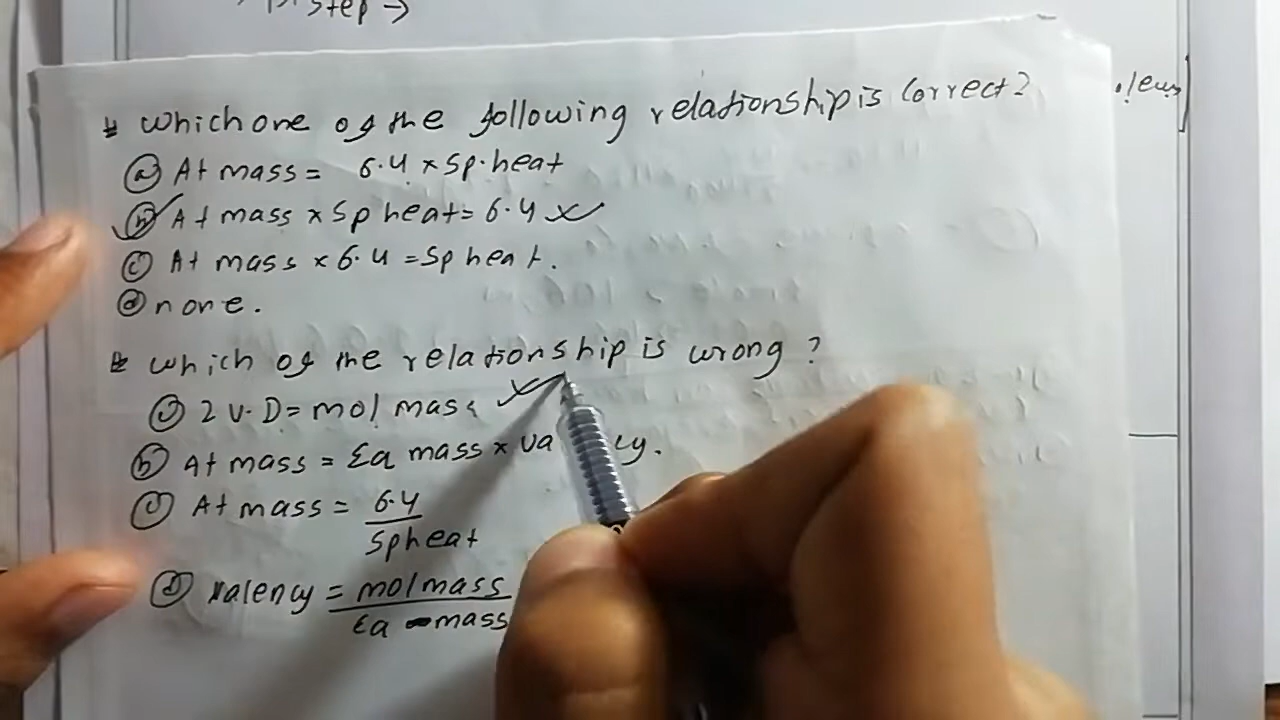 step →
which one of the following relationship is correct?
(a) At mass = 6.4 × Sp. heat
(b) At mass × Sp heat = 6.4
(c) At mass × 6.4 = Sp heat.
(d) none.
which of the relationship is wrong?
2 V.D = mol mass
(b) At mass = Eq mass × va cy.
(c) At mass = 6.4 / Sp heat
(d) valency = mol mass / Eq mass